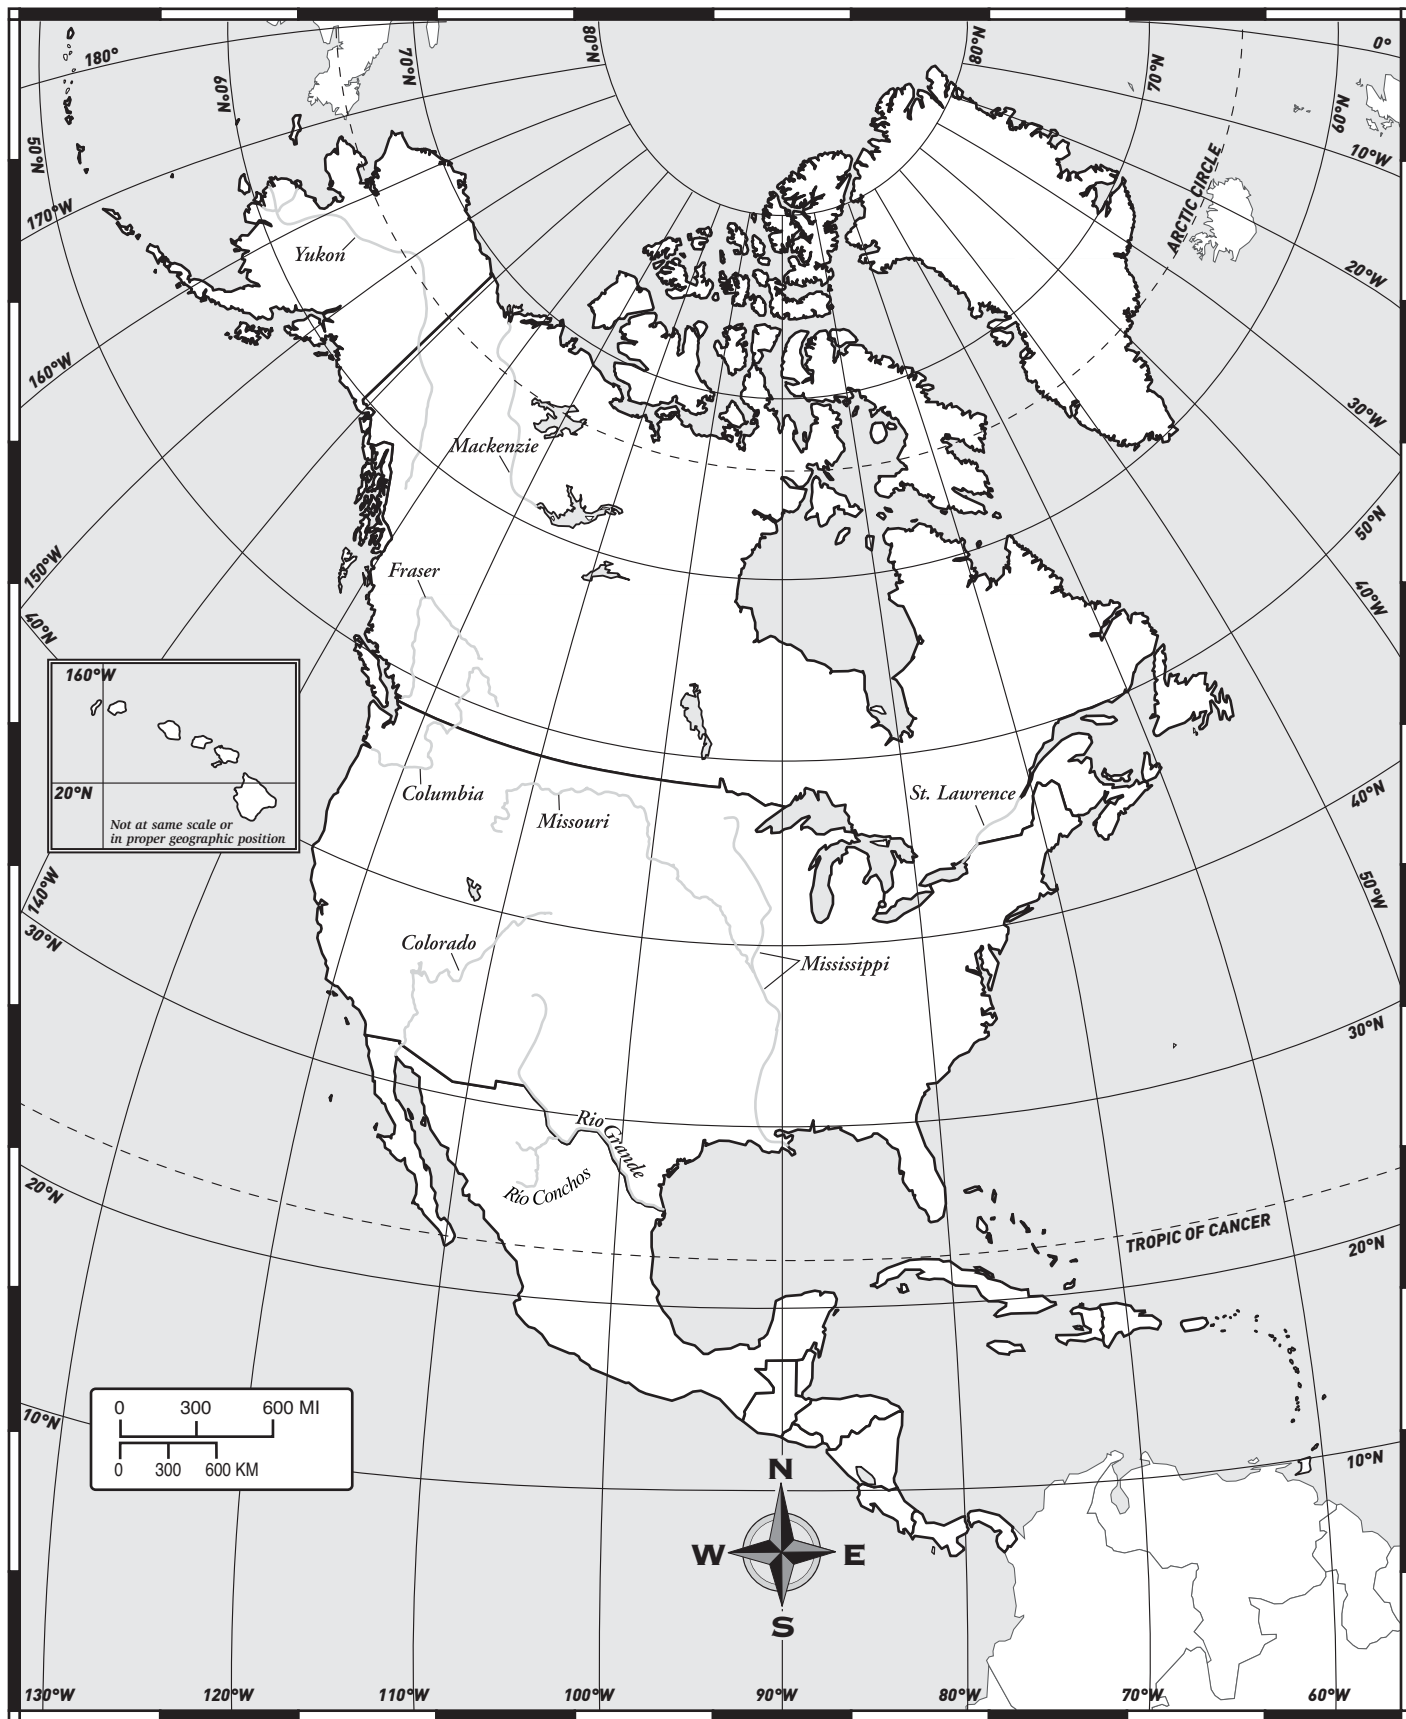 180°
60°N
70°N
80°N
80°N
70°N
0°
60°N
10°W
50°N
170°W
ARCTIC CIRCLE
20°W
Yukon
160°W
30°W
Mackenzie
50°N
150°W
Fraser
40°W
40°N
160°W
20°N
Not at same scale or
in proper geographic position
Columbia
Missouri
St. Lawrence
40°N
140°W
50°W
30°N
Colorado
Mississippi
30°N
Rio Grande
Río Conchos
20°N
TROPIC OF CANCER
20°N
0 300 600 MI
0 300 600 KM
10°N
10°N
N
W E
S
130°W 120°W 110°W 100°W 90°W 80°W 70°W 60°W